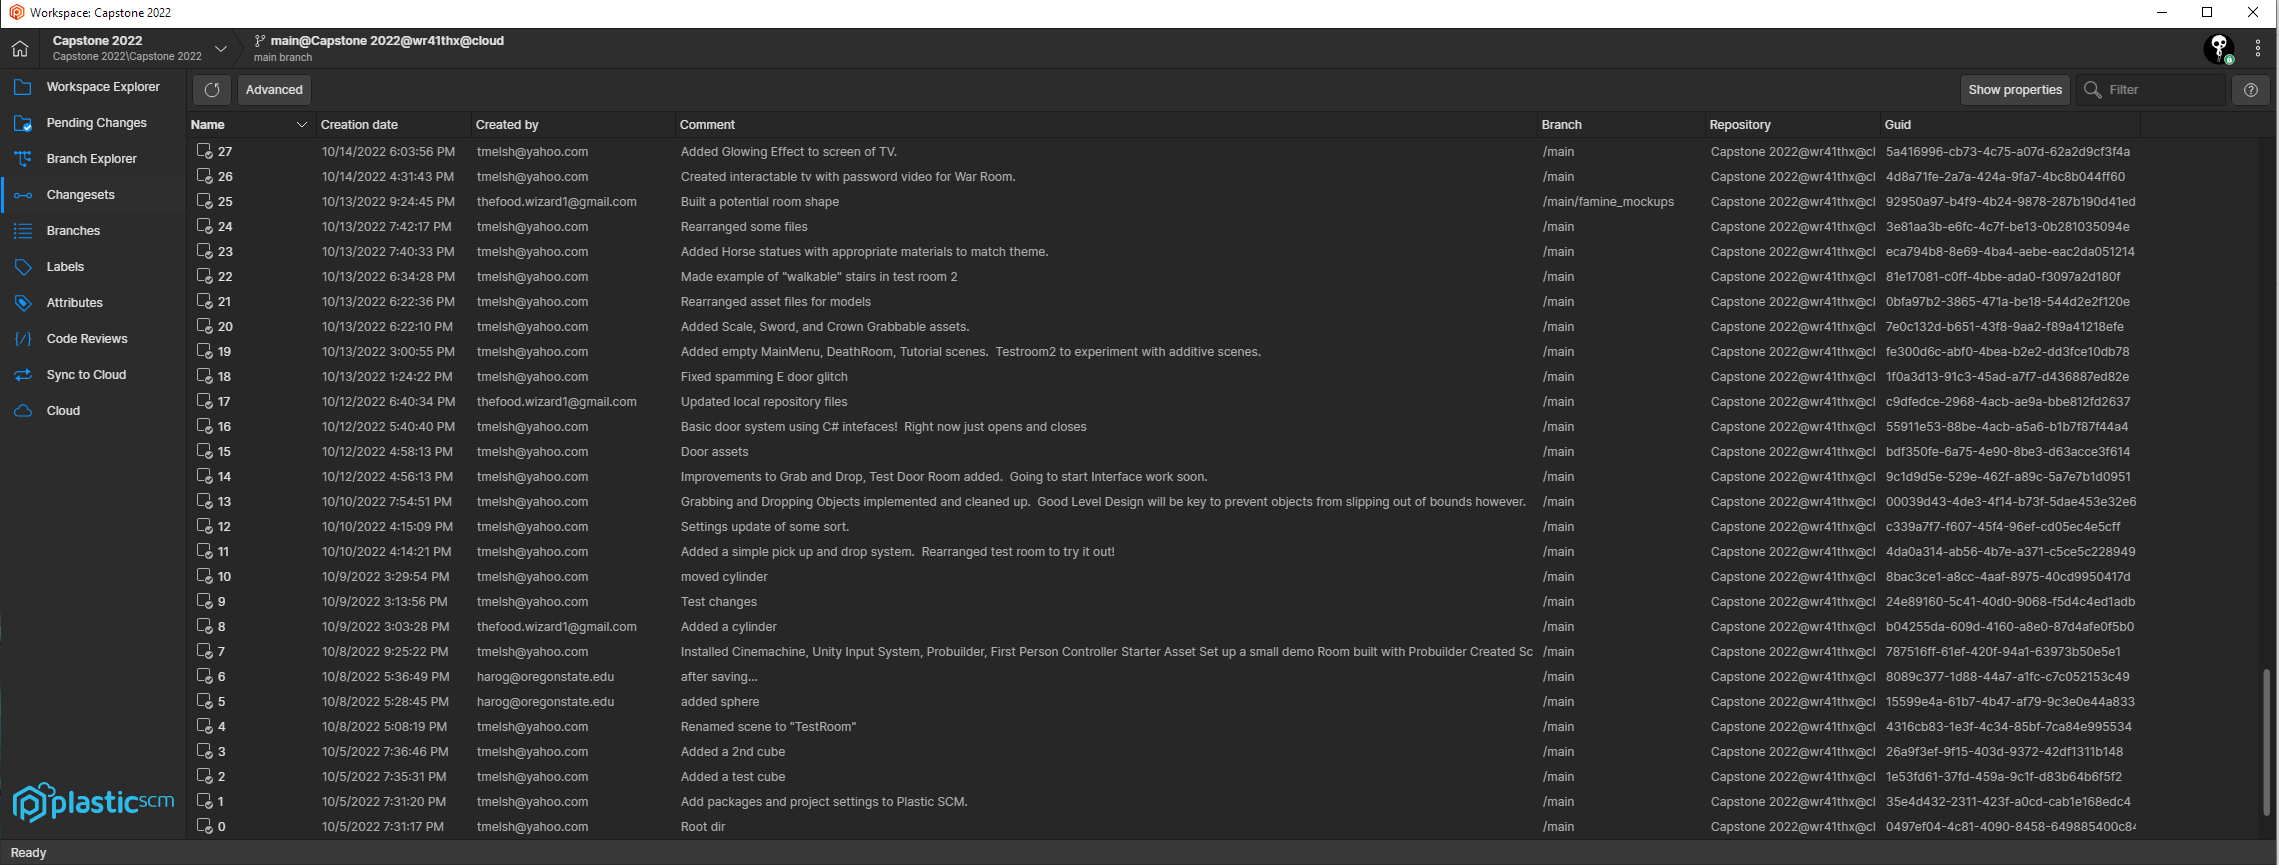 Workspace: Capstone 2022
Capstone 2022
Capstone 2022\Capstone 2022
main@Capstone 2022@wr41thx@cloud
main branch
Workspace Explorer
Pending Changes
Branch Explorer
Changesets
Branches
Labels
Attributes
Code Reviews
Sync to Cloud
Cloud
Advanced
Show properties
Filter
Name Creation date Created by Comment Branch Repository Guid
27 10/14/2022 6:03:56 PM tmelsh@yahoo.com Added Glowing Effect to screen of TV. /main Capstone 2022@wr41thx@cl 5a416996-cb73-4c75-a07d-62a2d9cf3f4a
26 10/14/2022 4:31:43 PM tmelsh@yahoo.com Created interactable tv with password video for War Room. /main Capstone 2022@wr41thx@cl 4d8a71fe-2a7a-424a-9fa7-4bc8b044ff60
25 10/13/2022 9:24:45 PM thefood.wizard1@gmail.com Built a potential room shape /main/famine_mockups Capstone 2022@wr41thx@cl 92950a97-b4f9-4b24-9878-287b190d41ed
24 10/13/2022 7:42:17 PM tmelsh@yahoo.com Rearranged some files /main Capstone 2022@wr41thx@cl 3e81aa3b-e6fc-4c7f-be13-0b281035094e
23 10/13/2022 7:40:33 PM tmelsh@yahoo.com Added Horse statues with appropriate materials to match theme. /main Capstone 2022@wr41thx@cl eca794b8-8e69-4ba4-aebe-eac2da051214
22 10/13/2022 6:34:28 PM tmelsh@yahoo.com Made example of "walkable" stairs in test room 2 /main Capstone 2022@wr41thx@cl 81e17081-c0ff-4bbe-ada0-f3097a2d180f
21 10/13/2022 6:22:36 PM tmelsh@yahoo.com Rearranged asset files for models /main Capstone 2022@wr41thx@cl 0bfa97b2-3865-471a-be18-544d2e2f120e
20 10/13/2022 6:22:10 PM tmelsh@yahoo.com Added Scale, Sword, and Crown Grabbable assets. /main Capstone 2022@wr41thx@cl 7e0c132d-b651-43f8-9aa2-f89a41218efe
19 10/13/2022 3:00:55 PM tmelsh@yahoo.com Added empty MainMenu, DeathRoom, Tutorial scenes.  Testroom2 to experiment with additive scenes. /main Capstone 2022@wr41thx@cl fe300d6c-abf0-4bea-b2e2-dd3fce10db78
18 10/13/2022 1:24:22 PM tmelsh@yahoo.com Fixed spamming E door glitch /main Capstone 2022@wr41thx@cl 1f0a3d13-91c3-45ad-a7f7-d436887ed82e
17 10/12/2022 6:40:34 PM thefood.wizard1@gmail.com Updated local repository files /main Capstone 2022@wr41thx@cl c9dfedce-2968-4acb-ae9a-bbe812fd2637
16 10/12/2022 5:40:40 PM tmelsh@yahoo.com Basic door system using C# intefaces!  Right now just opens and closes /main Capstone 2022@wr41thx@cl 55911e53-88be-4acb-a5a6-b1b7f87f44a4
15 10/12/2022 4:58:13 PM tmelsh@yahoo.com Door assets /main Capstone 2022@wr41thx@cl bdf350fe-6a75-4e90-8be3-d63acce3f614
14 10/12/2022 4:56:13 PM tmelsh@yahoo.com Improvements to Grab and Drop, Test Door Room added.  Going to start Interface work soon. /main Capstone 2022@wr41thx@cl 9c1d9d5e-529e-462f-a89c-5a7e7b1d0951
13 10/10/2022 7:54:51 PM tmelsh@yahoo.com Grabbing and Dropping Objects implemented and cleaned up.  Good Level Design will be key to prevent objects from slipping out of bounds however. /main Capstone 2022@wr41thx@cl 00039d43-4de3-4f14-b73f-5dae453e32e6
12 10/10/2022 4:15:09 PM tmelsh@yahoo.com Settings update of some sort. /main Capstone 2022@wr41thx@cl c339a7f7-f607-45f4-96ef-cd05ec4e5cff
11 10/10/2022 4:14:21 PM tmelsh@yahoo.com Added a simple pick up and drop system.  Rearranged test room to try it out! /main Capstone 2022@wr41thx@cl 4da0a314-ab56-4b7e-a371-c5ce5c228949
10 10/9/2022 3:29:54 PM tmelsh@yahoo.com moved cylinder /main Capstone 2022@wr41thx@cl 8bac3ce1-a8cc-4aaf-8975-40cd9950417d
9 10/9/2022 3:13:56 PM tmelsh@yahoo.com Test changes /main Capstone 2022@wr41thx@cl 24e89160-5c41-40d0-9068-f5d4c4ed1adb
8 10/9/2022 3:03:28 PM thefood.wizard1@gmail.com Added a cylinder /main Capstone 2022@wr41thx@cl b04255da-609d-4160-a8e0-87d4afe0f5b0
7 10/8/2022 9:25:22 PM tmelsh@yahoo.com Installed Cinemachine, Unity Input System, Probuilder, First Person Controller Starter Asset Set up a small demo Room built with Probuilder Created Sc /main Capstone 2022@wr41thx@cl 787516ff-61ef-420f-94a1-63973b50e5e1
6 10/8/2022 5:36:49 PM harog@oregonstate.edu after saving... /main Capstone 2022@wr41thx@cl 8089c377-1d88-44a7-a1fc-c7c052153c49
5 10/8/2022 5:28:45 PM harog@oregonstate.edu added sphere /main Capstone 2022@wr41thx@cl 15599e4a-61b7-4b47-af79-9c3e0e44a833
4 10/8/2022 5:08:19 PM tmelsh@yahoo.com Renamed scene to "TestRoom" /main Capstone 2022@wr41thx@cl 4316cb83-1e3f-4c34-85bf-7ca84e995534
3 10/5/2022 7:36:46 PM tmelsh@yahoo.com Added a 2nd cube /main Capstone 2022@wr41thx@cl 26a9f3ef-9f15-403d-9372-42df1311b148
2 10/5/2022 7:35:31 PM tmelsh@yahoo.com Added a test cube /main Capstone 2022@wr41thx@cl 1e53fd61-37fd-459a-9c1f-d83b64b6f5f2
1 10/5/2022 7:31:20 PM tmelsh@yahoo.com Add packages and project settings to Plastic SCM. /main Capstone 2022@wr41thx@cl 35e4d432-2311-423f-a0cd-cab1e168edc4
0 10/5/2022 7:31:17 PM tmelsh@yahoo.com Root dir /main Capstone 2022@wr41thx@cl 0497ef04-4c81-4090-8458-649885400c84
plastic scm
Ready